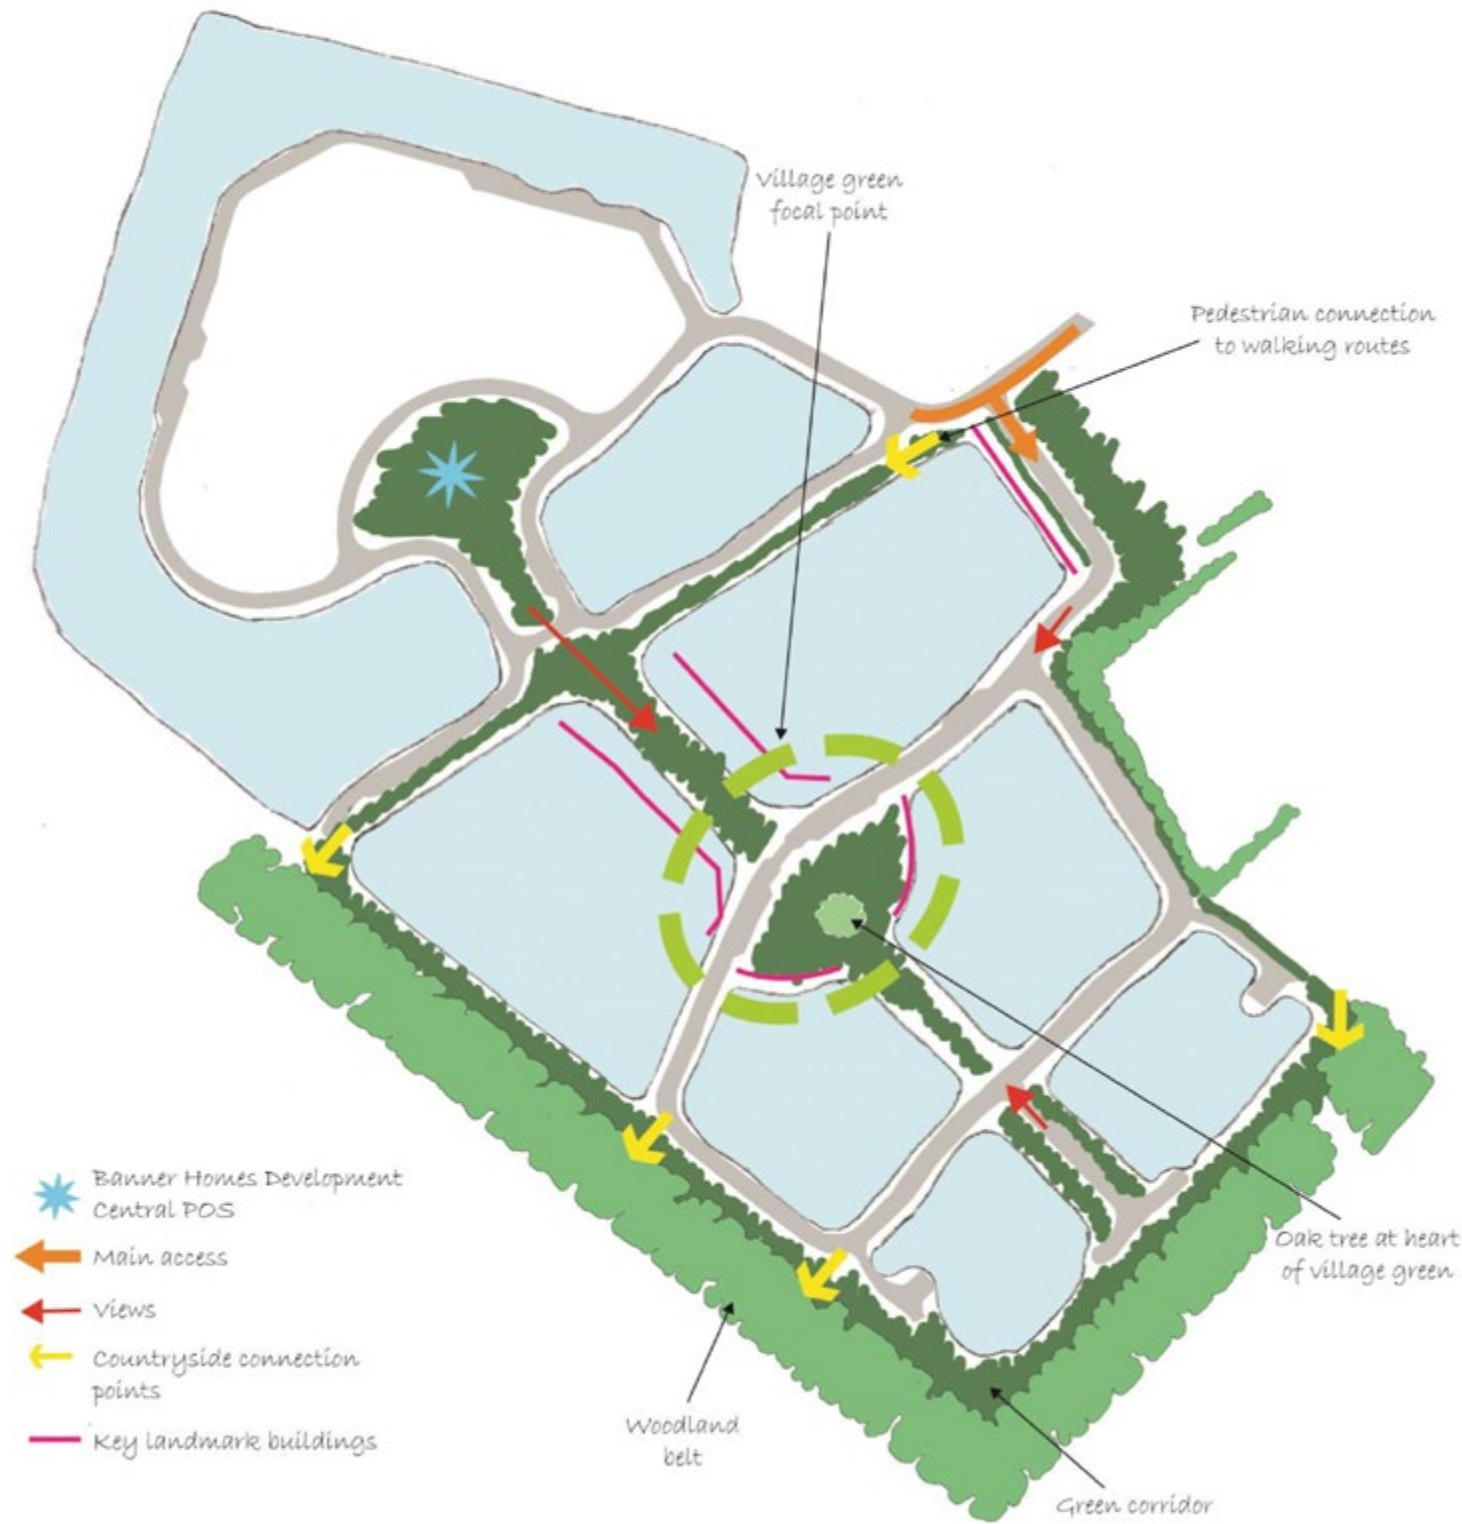 Village green
focal point
Pedestrian connection
to walking routes
Banner Homes Development
Central POS
Main access
Views
Countryside connection
points
Key landmark buildings
Oak tree at heart
of village green
Woodland
belt
Green corridor